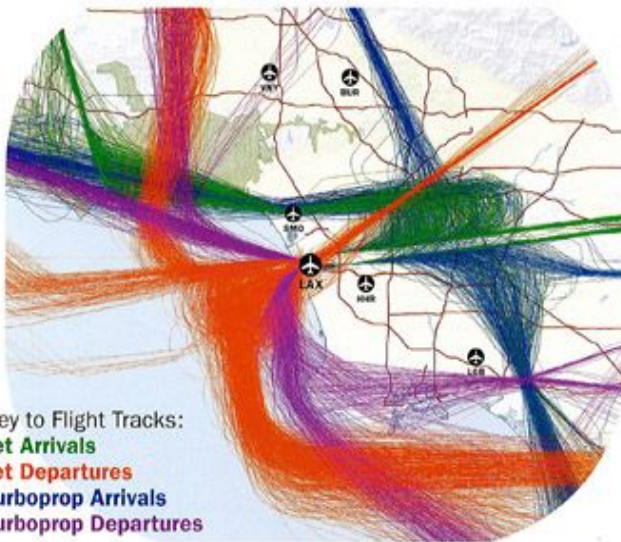 VNY
BUR
SMO
LAX
HHR
LGB
ey to Flight Tracks:
et Arrivals
et Departures
urboprop Arrivals
urboprop Departures